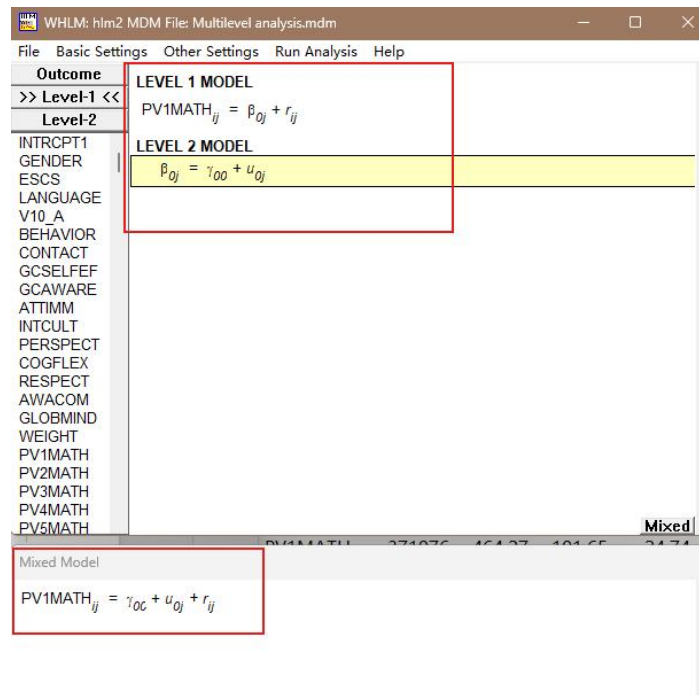 WHLM: hlm2 MDM File: Multilevel analysis.mdm
File Basic Settings Other Settings Run Analysis Help
Outcome
>> Level-1 <<
Level-2
INTRCPT1
GENDER
ESCS
LANGUAGE
V10_A
BEHAVIOR
CONTACT
GCSELFEF
GCAWARE
ATTIMM
INTCULT
PERSPECT
COGFLEX
RESPECT
AWACOM
GLOBMIND
WEIGHT
PV1MATH
PV2MATH
PV3MATH
PV4MATH
PV5MATH
LEVEL 1 MODEL
PV1MATHij = β0j + rij
LEVEL 2 MODEL
β0j = γ00 + u0j
Mixed
Mixed Model
PV1MATHij = γ00 + u0j + rij